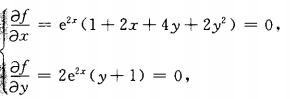 ∂f/∂x = e^{2x}(1 + 2x + 4y + 2y²) = 0,
∂f/∂y = 2e^{2x}(y + 1) = 0,